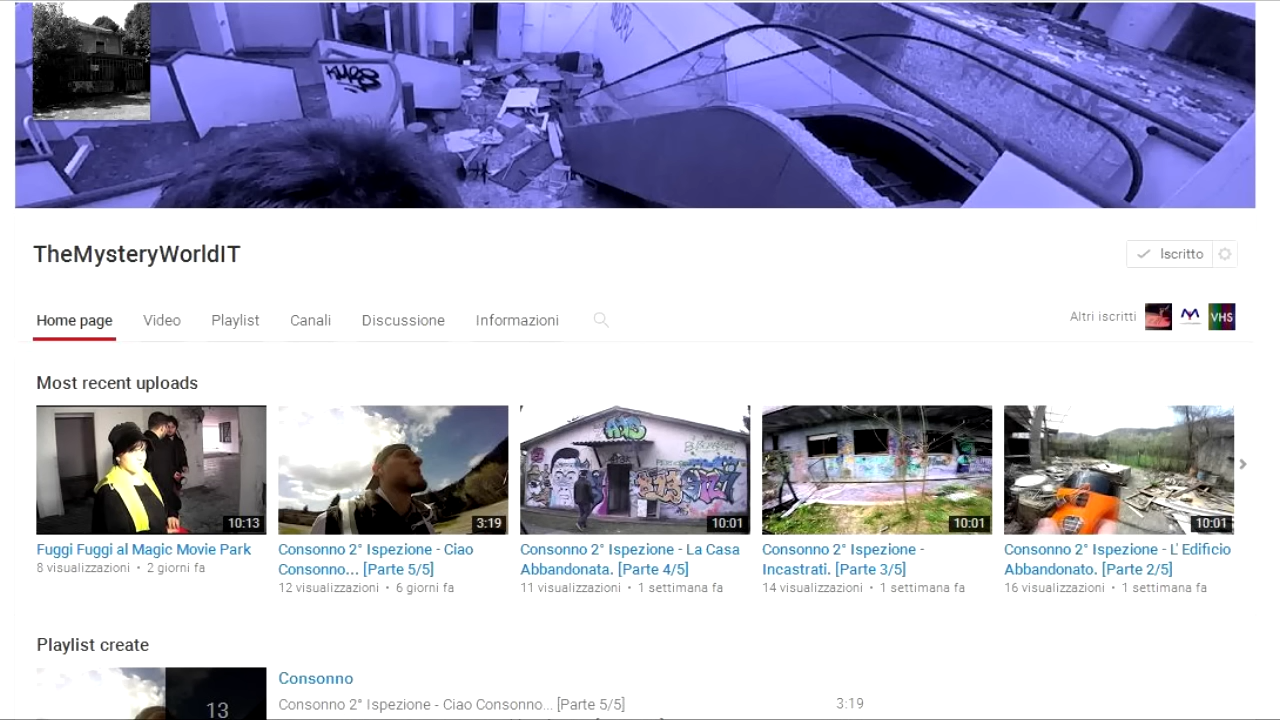 TheMysteryWorldIT
Iscritto
Home page
Video
Playlist
Canali
Discussione
Informazioni
Altri iscritti
VHS
Most recent uploads
10:13
3:19
10:01
10:01
10:01
Fuggi Fuggi al Magic Movie Park
8 visualizzazioni • 2 giorni fa
Consonno 2° Ispezione - Ciao
Consonno... [Parte 5/5]
12 visualizzazioni • 6 giorni fa
Consonno 2° Ispezione - La Casa
Abbandonata. [Parte 4/5]
11 visualizzazioni • 1 settimana fa
Consonno 2° Ispezione -
Incastrati. [Parte 3/5]
14 visualizzazioni • 1 settimana fa
Consonno 2° Ispezione - L' Edificio
Abbandonato. [Parte 2/5]
16 visualizzazioni • 1 settimana fa
Playlist create
13
Consonno
Consonno 2° Ispezione - Ciao Consonno... [Parte 5/5]
3:19